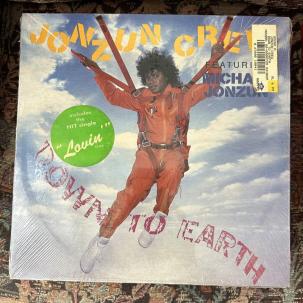 JONZUN CREW
FEATURING
MICHAEL
JONZUN
includes
the
HIT single
"Lovin'"
DOWN TO EARTH